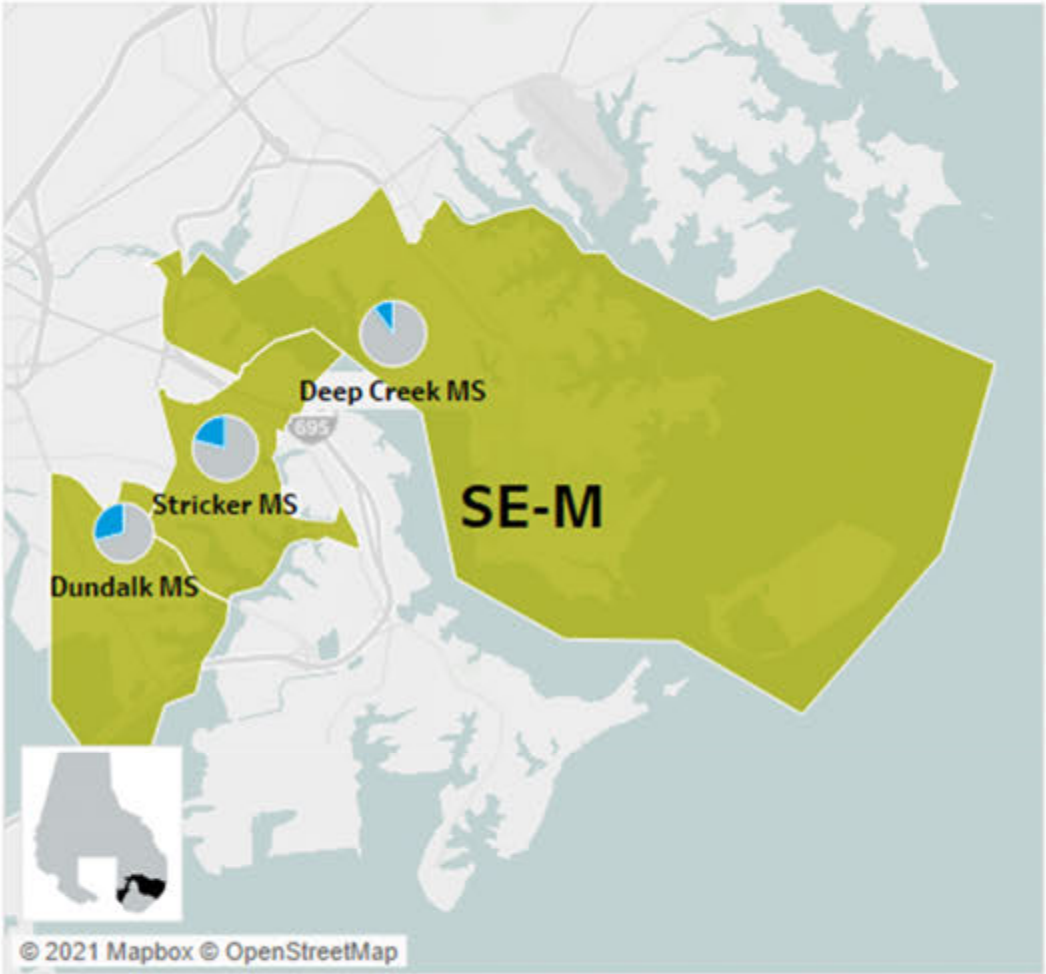 Deep Creek MS
695
SE-M
Stricker MS
Dundalk MS
© 2021 Mapbox © OpenStreetMap